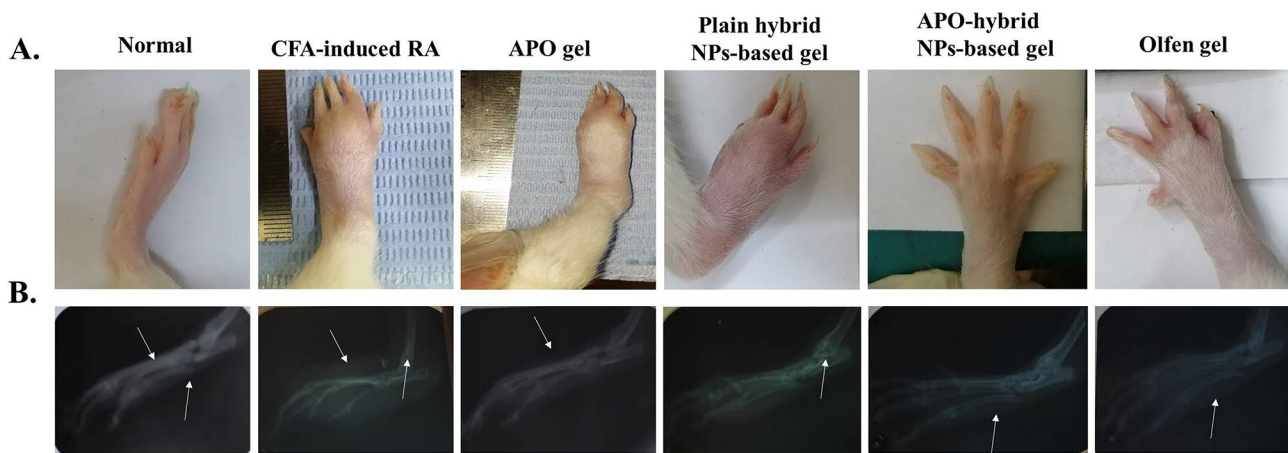 A.
Normal
CFA-induced RA
APO gel
Plain hybrid
NPs-based gel
APO-hybrid
NPs-based gel
Olfen gel
B.